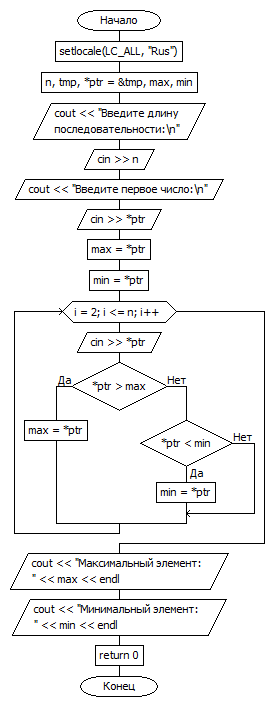 Начало
setlocale(LC_ALL, "Rus")
n, tmp, *ptr = &tmp, max, min
cout << "Введите длину
последовательности:\n"
cin >> n
cout << "Введите первое число:\n"
cin >> *ptr
max = *ptr
min = *ptr
i = 2; i <= n; i++
cin >> *ptr
Да
*ptr > max
Нет
max = *ptr
*ptr < min
Нет
Да
min = *ptr
cout << "Максимальный элемент:
" << max << endl
cout << "Минимальный элемент:
" << min << endl
return 0
Конец